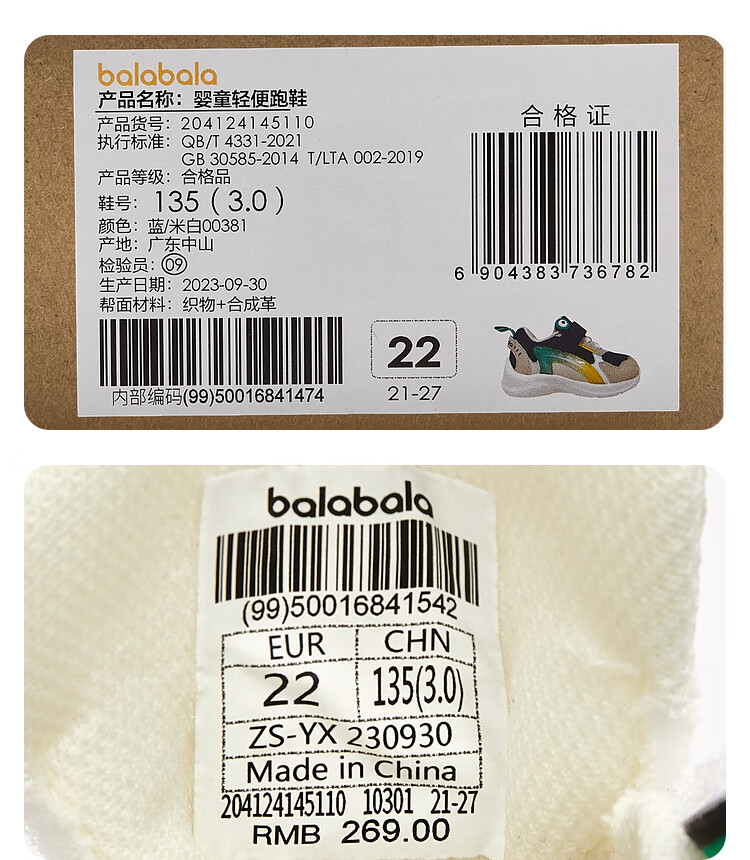 balabala
产品名称：婴童轻便跑鞋
产品货号：204124145110
执行标准：QB/T 4331-2021
GB 30585-2014 T/LTA 002-2019
产品等级：合格品
鞋号：135（3.0）
颜色：蓝/米白00381
产地：广东中山
检验员：09
生产日期：2023-09-30
帮面材料：织物+合成革
内部编码(99)50016841474
22
21-27
合格证
6 904383 736782
balabala
(99)50016841542
EUR CHN
22 135(3.0)
ZS-YX 230930
Made in China
204124145110 10301 21-27
RMB 269.00